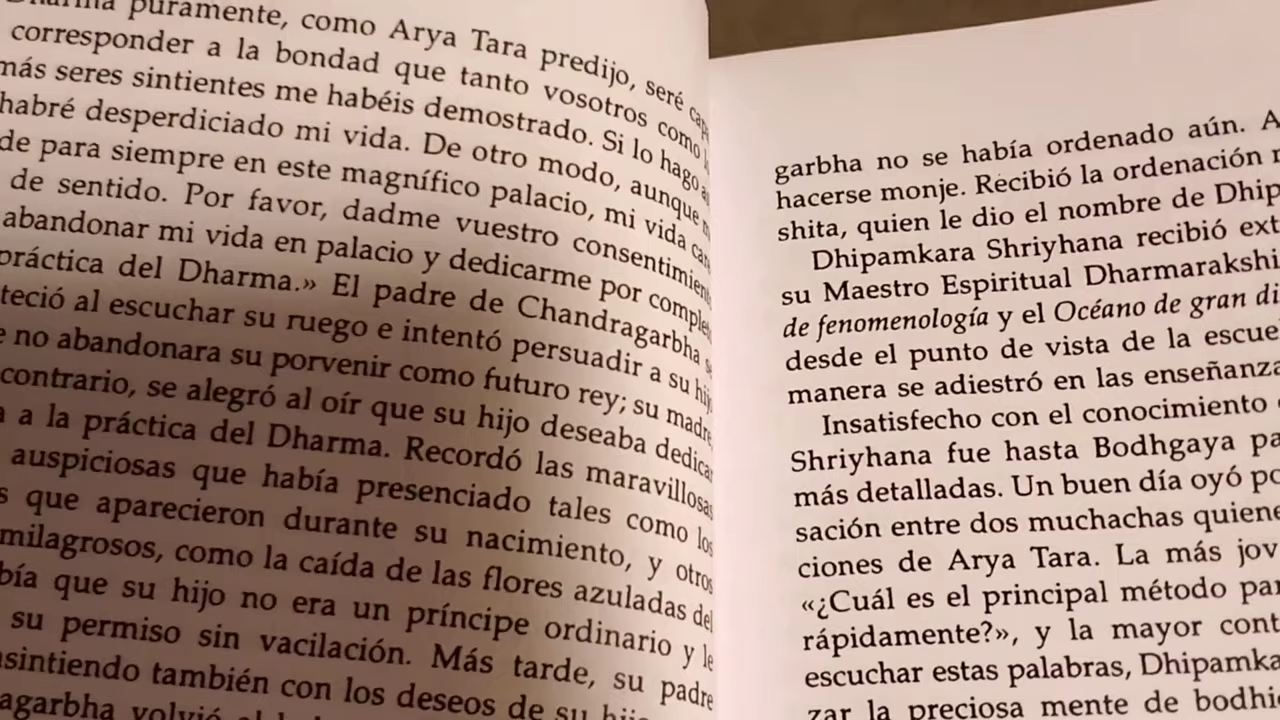 puramente, como Arya Tara predijo, seré
corresponder a la bondad que tanto vosotros como
más seres sintientes me habéis demostrado. Si lo hago
habré desperdiciado mi vida. De otro modo, aunque
de para siempre en este magnífico palacio, mi vida
de sentido. Por favor, dadme vuestro
abandonar mi vida en palacio y dedicarme por
práctica del Dharma.» El padre de Chandragarbha
al escuchar su ruego e intentó persuadir a su
no abandonara su porvenir como futuro rey; su madre
contrario, se alegró al oír que su hijo deseaba
a la práctica del Dharma. Recordó las maravillosas
auspiciosas que había presenciado tales como los
que aparecieron durante su nacimiento, y otros
milagrosos, como la caída de las flores azuladas del
que su hijo no era un príncipe ordinario y le
su permiso sin vacilación. Más tarde, su padre
también con los deseos de su
volvió
garbha no se había ordenado aún.
hacerse monje. Recibió la ordenación
shita, quien le dio el nombre de
Dhipamkara Shriyhana recibió
su Maestro Espiritual
de fenomenología y el Océano de gran
desde el punto de vista de la
manera se adiestró en las
Insatisfecho con el conocimiento
Shriyhana fue hasta Bodhgaya
más detalladas. Un buen día oyó
sación entre dos muchachas
ciones de Arya Tara. La más
«¿Cuál es el principal método
rápidamente?», y la mayor
escuchar estas palabras,
zar la preciosa mente de